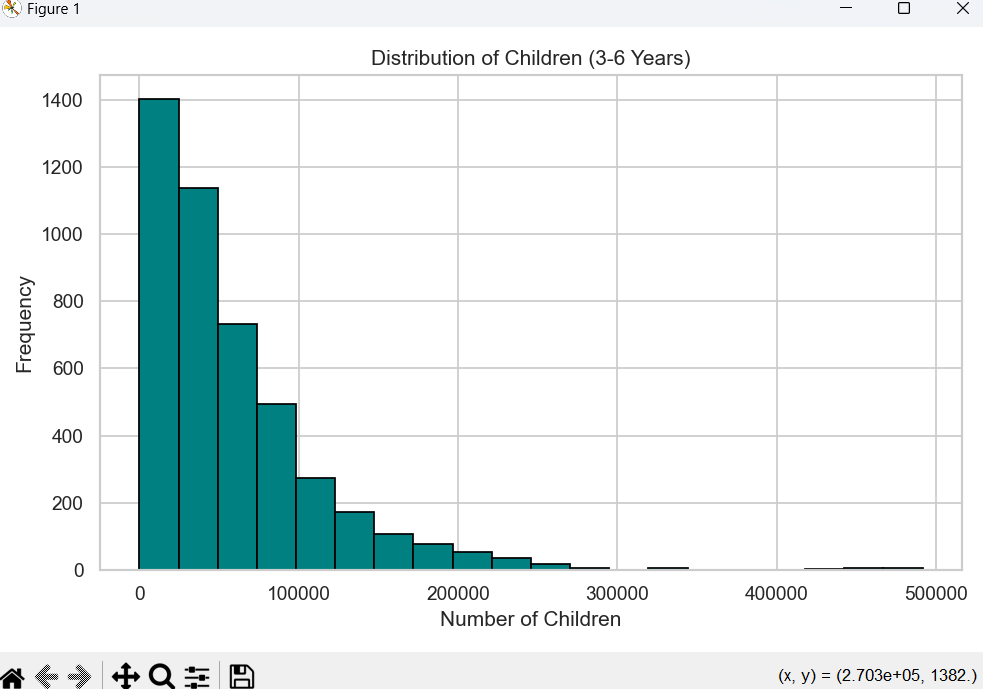 Figure 1
Distribution of Children (3-6 Years)
1400
1200
1000
800
600
400
200
0
Frequency
0 100000 200000 300000 400000 500000
Number of Children
(x, y) = (2.703e+05, 1382.)